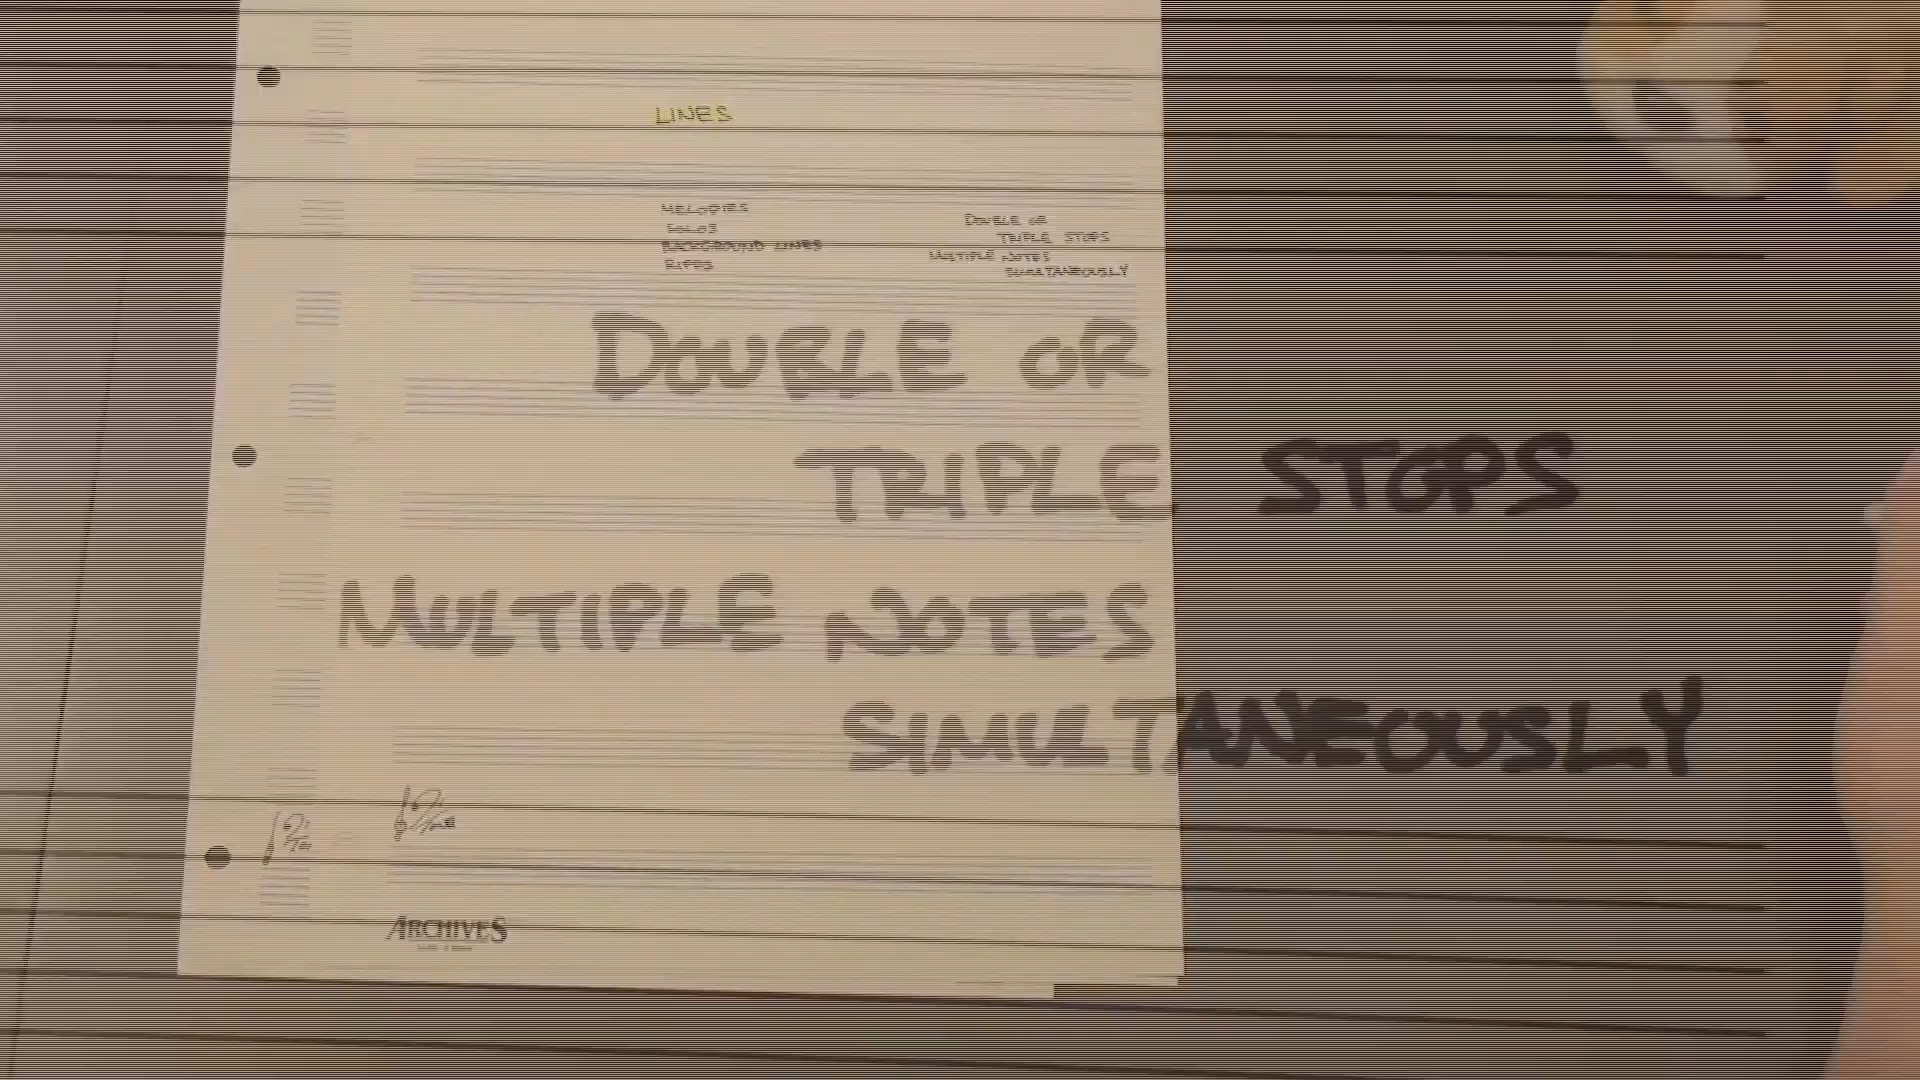 LINES
MELODIES
SOLOS
BACKGROUND LINES
RIFFS
DOUBLE OR
TRIPLE STOPS
MULTIPLE NOTES
SIMULTANEOUSLY
DOUBLE OR
TRIPLE STOPS
MULTIPLE NOTES
SIMULTANEOUSLY
ARCHIVES